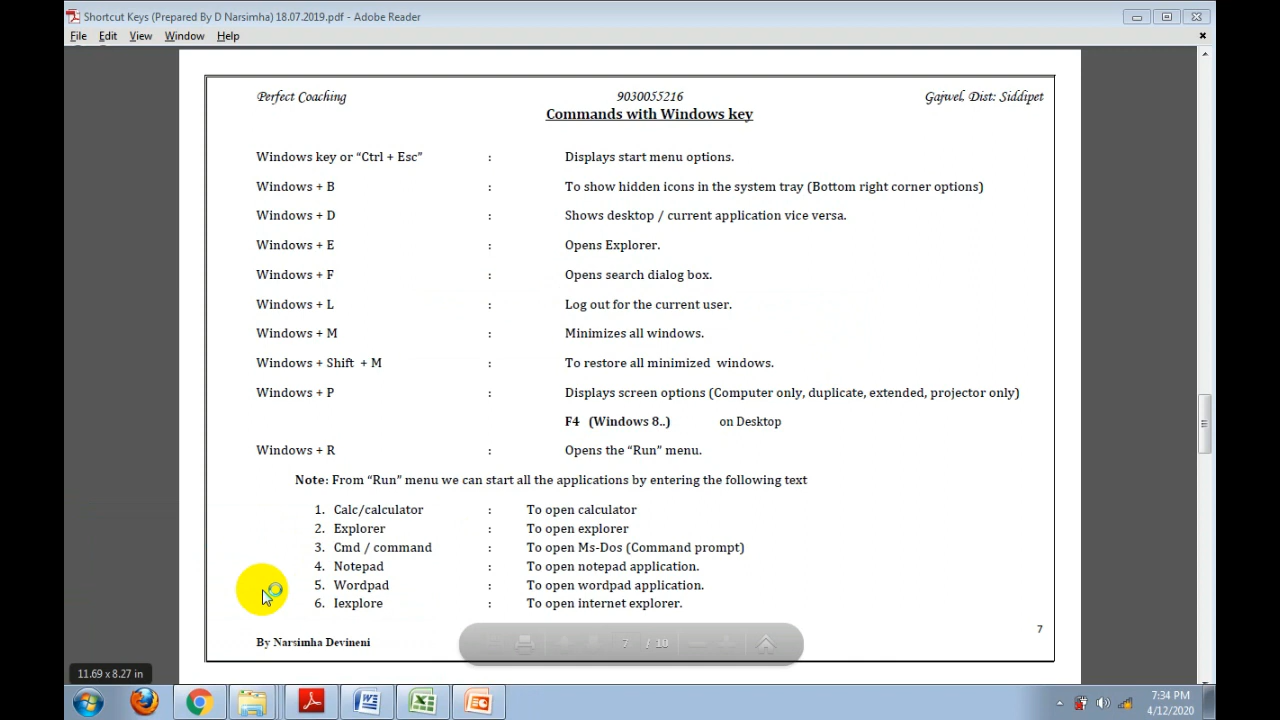 Shortcut Keys (Prepared By D Narsimha) 18.07.2019.pdf - Adobe Reader
File Edit View Window Help
Perfect Coaching 9030055216 Gajwel, Dist: Siddipet
Commands with Windows key
Windows key or “Ctrl + Esc” : Displays start menu options.
Windows + B : To show hidden icons in the system tray (Bottom right corner options)
Windows + D : Shows desktop / current application vice versa.
Windows + E : Opens Explorer.
Windows + F : Opens search dialog box.
Windows + L : Log out for the current user.
Windows + M : Minimizes all windows.
Windows + Shift + M : To restore all minimized windows.
Windows + P : Displays screen options (Computer only, duplicate, extended, projector only)
F4 (Windows 8..) on Desktop
Windows + R : Opens the “Run” menu.
Note: From “Run” menu we can start all the applications by entering the following text
1. Calc/calculator : To open calculator
2. Explorer : To open explorer
3. Cmd / command : To open Ms-Dos (Command prompt)
4. Notepad : To open notepad application.
5. Wordpad : To open wordpad application.
6. Iexplore : To open internet explorer.
7
By Narsimha Devineni
7 / 10
11.69 x 8.27 in
7:34 PM
4/12/2020